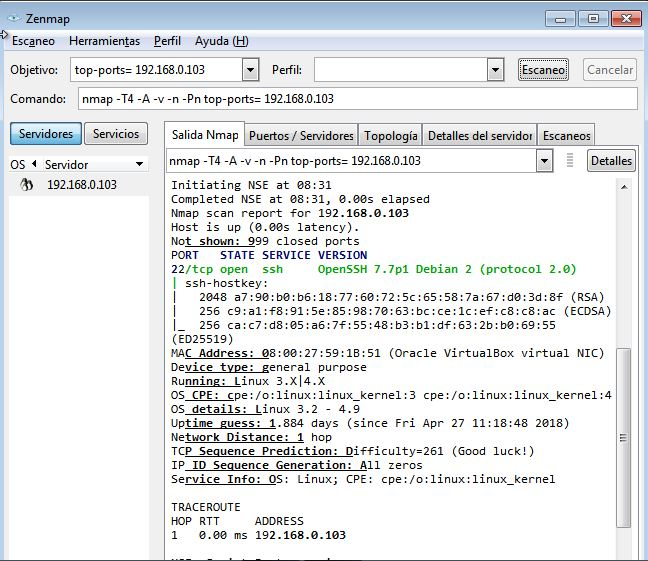 Zenmap
Escaneo Herramientas Perfil Ayuda (H)
Objetivo: top-ports= 192.168.0.103 Perfil: Escaneo Cancelar
Comando: nmap -T4 -A -v -n -Pn top-ports= 192.168.0.103
Servidores Servicios Salida Nmap Puertos / Servidores Topología Detalles del servidor Escaneos
OS Servidor
192.168.0.103
nmap -T4 -A -v -n -Pn top-ports= 192.168.0.103 Detalles
Initiating NSE at 08:31
Completed NSE at 08:31, 0.00s elapsed
Nmap scan report for 192.168.0.103
Host is up (0.00s latency).
Not shown: 999 closed ports
PORT   STATE SERVICE VERSION
22/tcp open  ssh     OpenSSH 7.7p1 Debian 2 (protocol 2.0)
| ssh-hostkey:
|   2048 a7:90:b0:b6:18:77:60:72:5c:65:58:7a:67:d0:3d:8f (RSA)
|   256 c9:a1:f8:91:5e:85:98:70:63:bc:ce:1c:ef:c8:c8:ac (ECDSA)
|_  256 ca:c7:d8:05:a6:7f:55:48:b3:b1:df:63:2b:b0:69:55
(ED25519)
MAC Address: 08:00:27:59:1B:51 (Oracle VirtualBox virtual NIC)
Device type: general purpose
Running: Linux 3.X|4.X
OS CPE: cpe:/o:linux:linux_kernel:3 cpe:/o:linux:linux_kernel:4
OS details: Linux 3.2 - 4.9
Uptime guess: 1.884 days (since Fri Apr 27 11:18:48 2018)
Network Distance: 1 hop
TCP Sequence Prediction: Difficulty=261 (Good luck!)
IP ID Sequence Generation: All zeros
Service Info: OS: Linux; CPE: cpe:/o:linux:linux_kernel
TRACEROUTE
HOP RTT     ADDRESS
1   0.00 ms 192.168.0.103